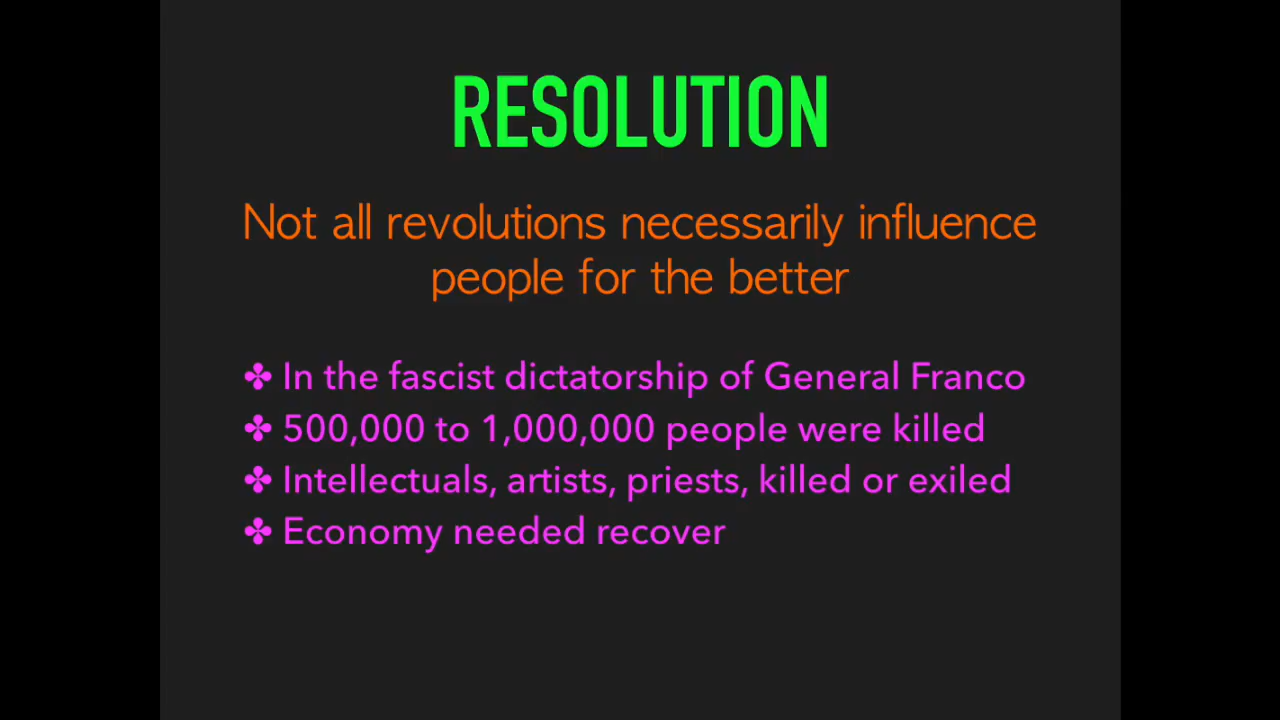 RESOLUTION
Not all revolutions necessarily influence
people for the better
✤ In the fascist dictatorship of General Franco
✤ 500,000 to 1,000,000 people were killed
✤ Intellectuals, artists, priests, killed or exiled
✤ Economy needed recover